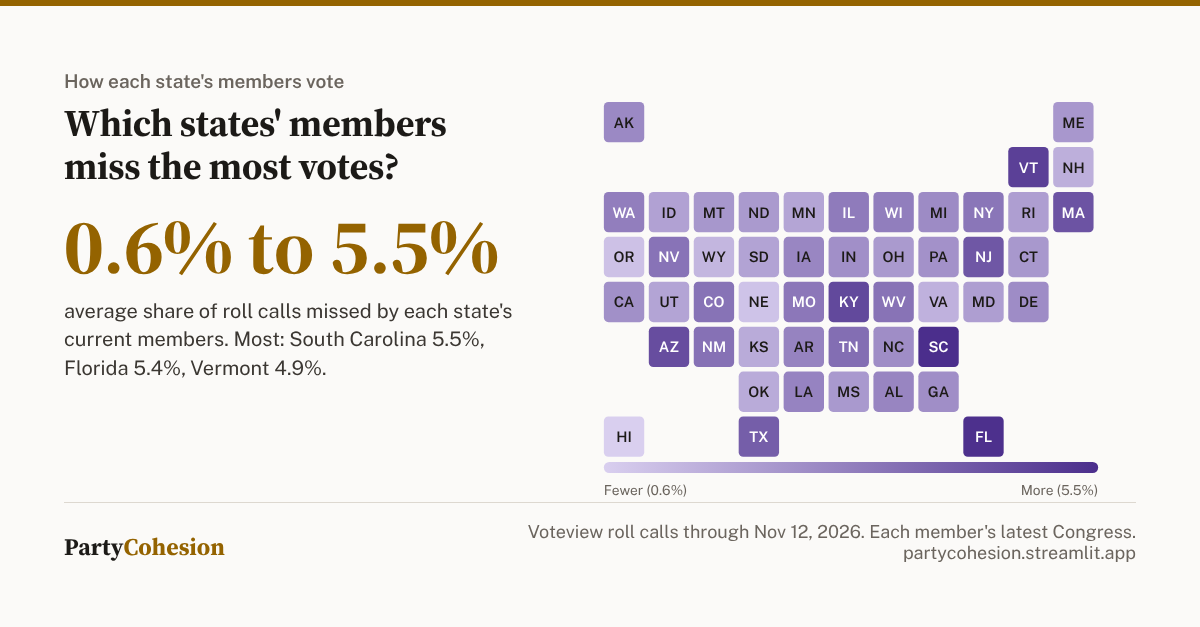 How each state's members vote
Which states' members
miss the most votes?
0.6% to 5.5%
average share of roll calls missed by each state's
current members. Most: South Carolina 5.5%,
Florida 5.4%, Vermont 4.9%.
AK ME
VT NH
WA ID MT ND MN IL WI MI NY RI MA
OR NV WY SD IA IN OH PA NJ CT
CA UT CO NE MO KY WV VA MD DE
AZ NM KS AR TN NC SC
OK LA MS AL GA
HI TX FL
Fewer (0.6%) More (5.5%)
PartyCohesion
Voteview roll calls through Nov 12, 2026. Each member's latest Congress.
partycohesion.streamlit.app